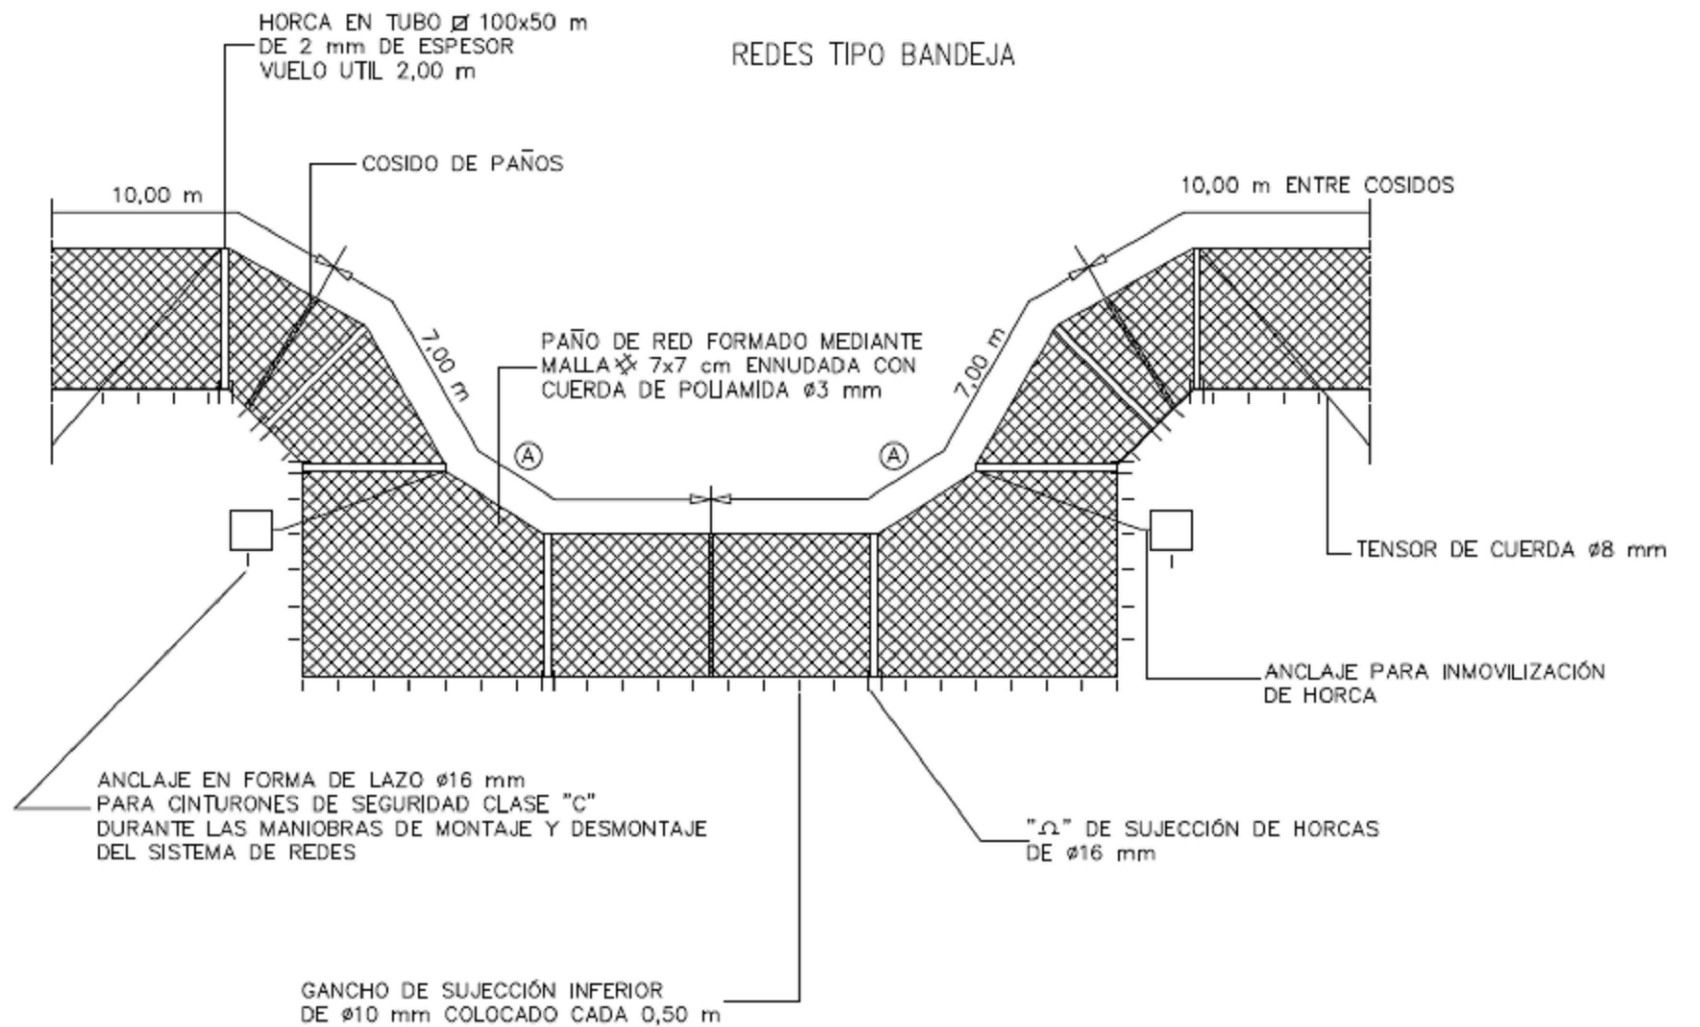 HORCA EN TUBO ⌷ 100x50 m
DE 2 mm DE ESPESOR
VUELO UTIL 2,00 m
REDES TIPO BANDEJA
COSIDO DE PAÑOS
10,00 m
10,00 m ENTRE COSIDOS
7,00 m
PAÑO DE RED FORMADO MEDIANTE
MALLA # 7x7 cm ENNUDADA CON
CUERDA DE POLIAMIDA ø3 mm
7,00 m
A
A
TENSOR DE CUERDA ø8 mm
ANCLAJE PARA INMOVILIZACIÓN
DE HORCA
ANCLAJE EN FORMA DE LAZO ø16 mm
PARA CINTURONES DE SEGURIDAD CLASE "C"
DURANTE LAS MANIOBRAS DE MONTAJE Y DESMONTAJE
DEL SISTEMA DE REDES
"Ω" DE SUJECCIÓN DE HORCAS
DE ø16 mm
GANCHO DE SUJECCIÓN INFERIOR
DE ø10 mm COLOCADO CADA 0,50 m